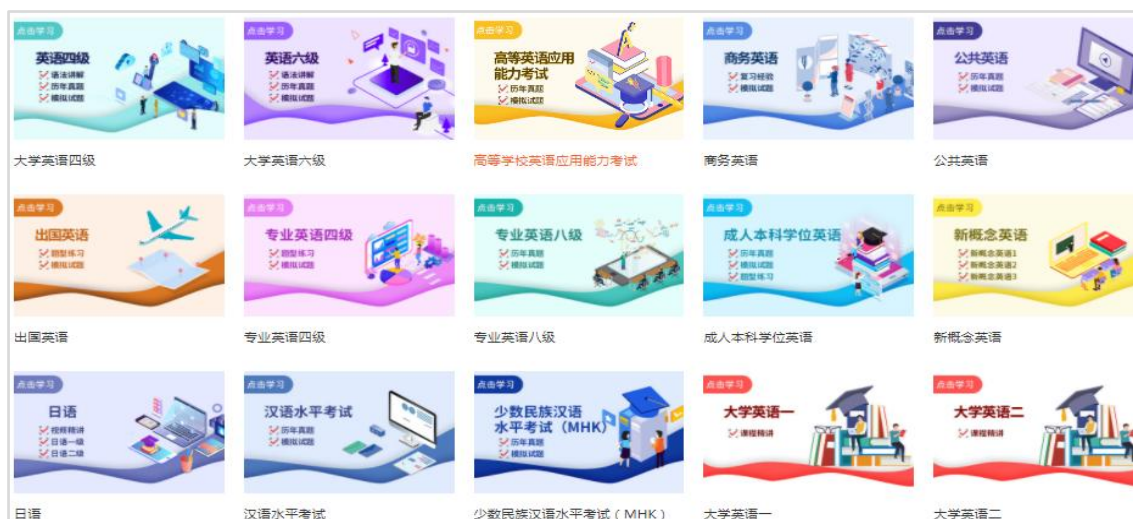 点击学习
英语四级
语法讲解
历年真题
模拟试题
大学英语四级
点击学习
英语六级
语法讲解
历年真题
模拟试题
大学英语六级
点击学习
高等英语应用
能力考试
历年真题
模拟试题
高等学校英语应用能力考试
点击学习
商务英语
复习经验
模拟试题
商务英语
点击学习
公共英语
历年真题
模拟试题
公共英语
点击学习
出国英语
题型练习
模拟试题
出国英语
点击学习
专业英语四级
题型练习
模拟试题
专业英语四级
点击学习
专业英语八级
历年真题
模拟试题
专业英语八级
点击学习
成人本科学位英语
历年真题
模拟试题
题型练习
成人本科学位英语
点击学习
新概念英语
新概念英语1
新概念英语2
新概念英语3
新概念英语
点击学习
日语
视频精讲
日语一级
日语二级
日语
点击学习
汉语水平考试
历年真题
模拟试题
汉语水平考试
点击学习
少数民族汉语
水平考试（MHK）
历年真题
模拟试题
少数民族汉语水平考试（MHK）
点击学习
大学英语一
课程精讲
大学英语一
点击学习
大学英语二
课程精讲
大学英语二